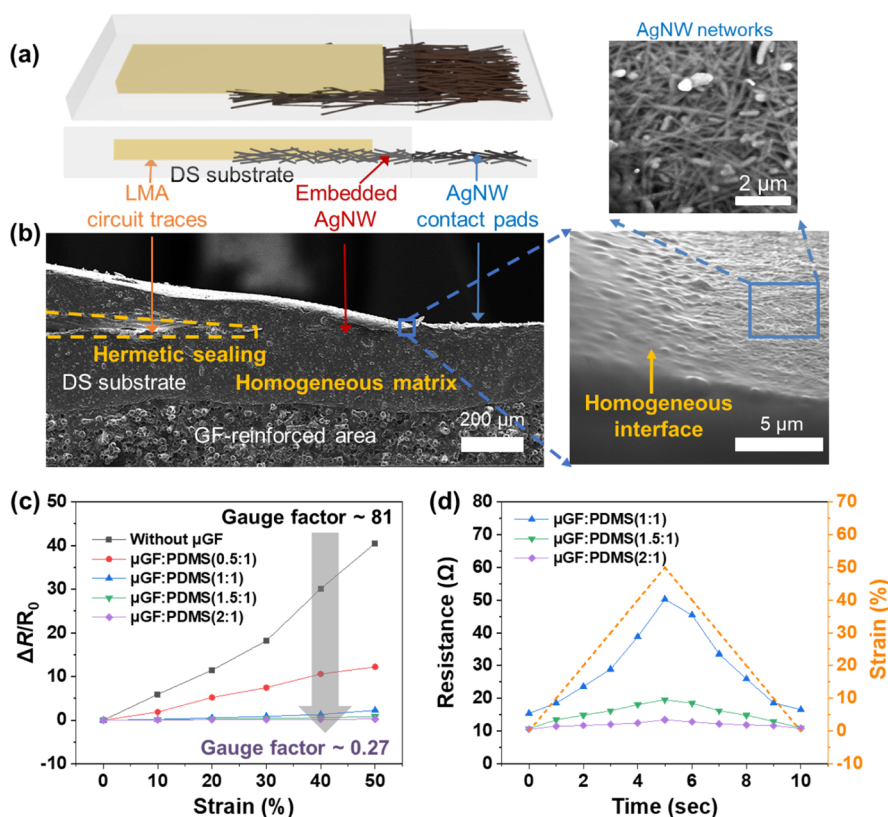 AgNW networks
(a)
2 µm
DS substrate
LMA
circuit traces
Embedded
AgNW
AgNW
contact pads
(b)
Hermetic sealing
DS substrate
Homogeneous matrix
GF-reinforced area
200 µm
Homogeneous
interface
5 µm
(c)
50
40
30
20
10
0
-10
ΔR/R0
Without µGF
µGF:PDMS(0.5:1)
µGF:PDMS(1:1)
µGF:PDMS(1.5:1)
µGF:PDMS(2:1)
Gauge factor ~ 81
Gauge factor ~ 0.27
0 10 20 30 40 50
Strain (%)
(d)
80
70
60
50
40
30
20
10
0
Resistance (Ω)
µGF:PDMS(1:1)
µGF:PDMS(1.5:1)
µGF:PDMS(2:1)
70
60
50
40
30
20
10
0
-10
Strain (%)
0 2 4 6 8 10
Time (sec)